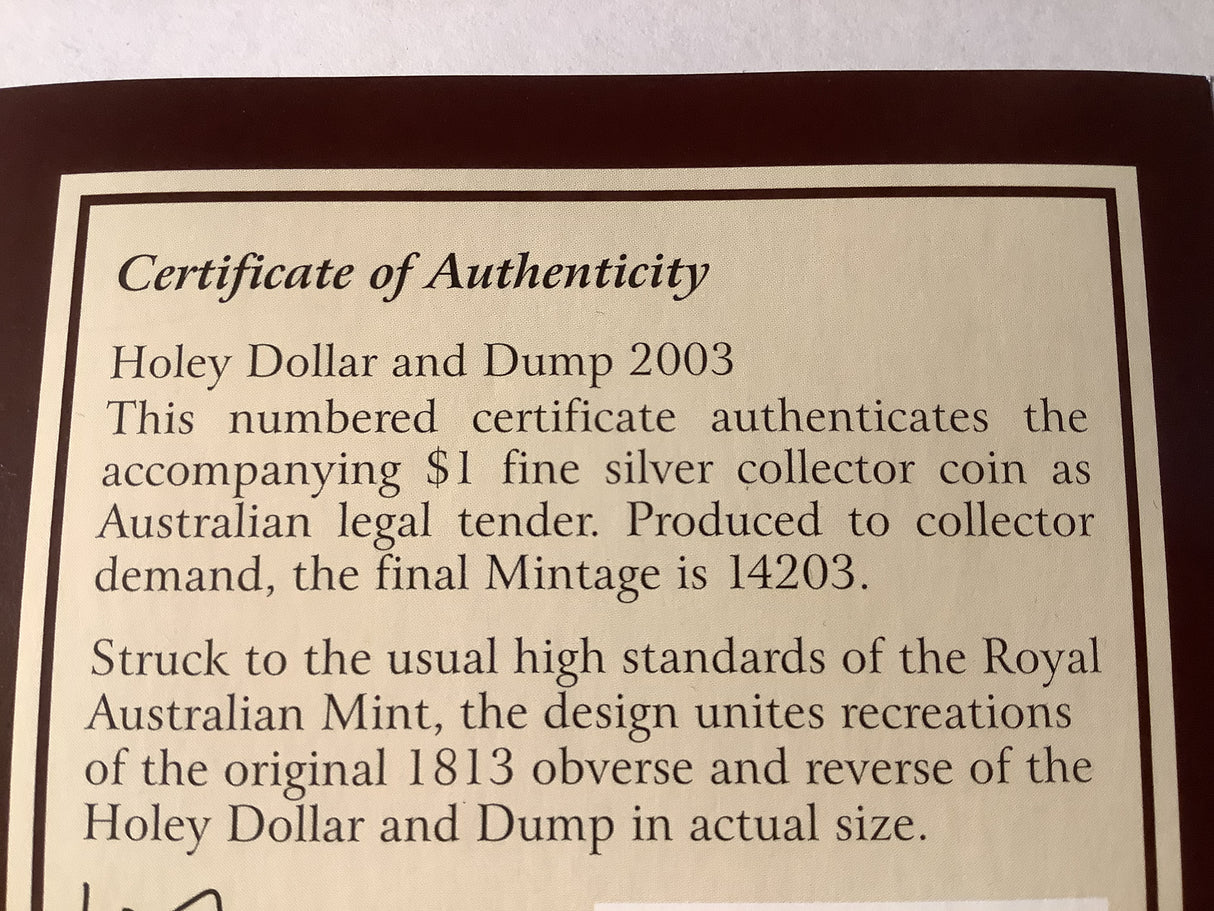 Certificate of Authenticity
Holey Dollar and Dump 2003
This numbered certificate authenticates the
accompanying $1 fine silver collector coin as
Australian legal tender. Produced to collector
demand, the final Mintage is 14203.
Struck to the usual high standards of the Royal
Australian Mint, the design unites recreations
of the original 1813 obverse and reverse of the
Holey Dollar and Dump in actual size.